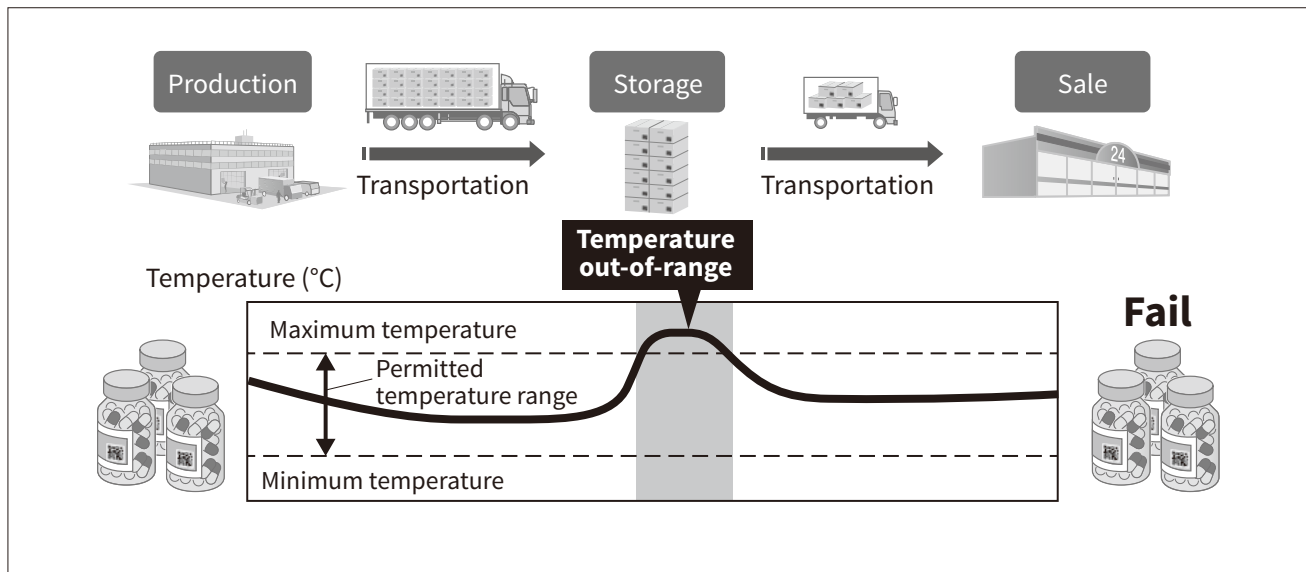 Production
Storage
Sale
24
Transportation
Transportation
Temperature
out-of-range
Temperature (°C)
Fail
Maximum temperature
Permitted
temperature range
Minimum temperature